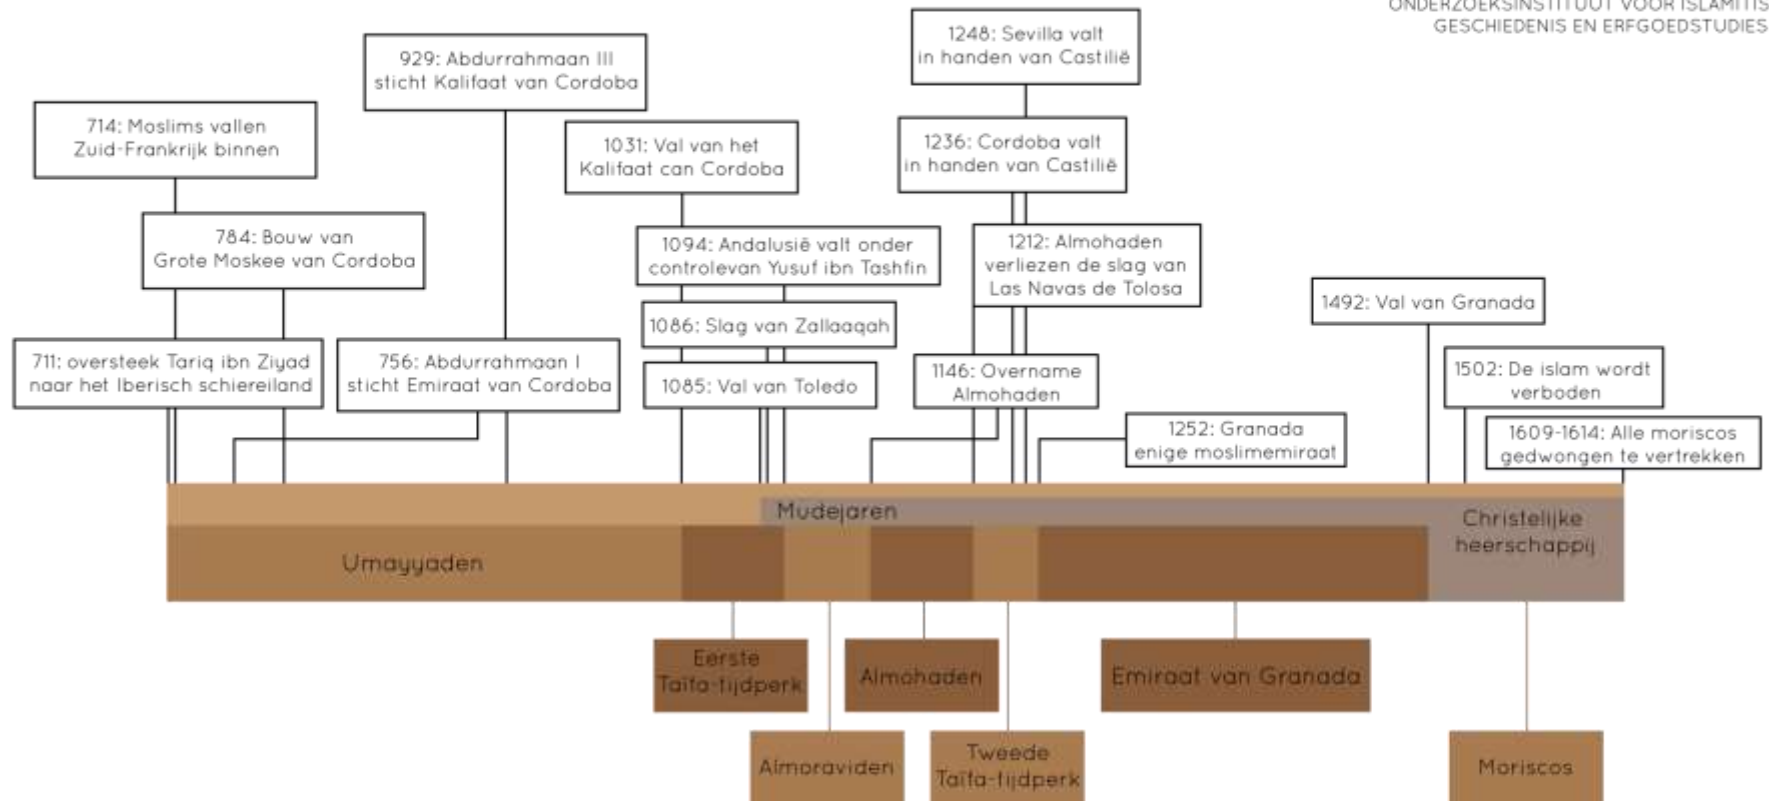 ONDERZOEKSINSTITUUT VOOR ISLAMITIS
GESCHIEDENIS EN ERFGOEDSTUDIES
1248: Sevilla valt
in handen van Castilië
929: Abdurrahmaan III
sticht Kalifaat van Cordoba
714: Moslims vallen
Zuid-Frankrijk binnen
1031: Val van het
Kalifaat can Cordoba
1236: Cordoba valt
in handen van Castilië
784: Bouw van
Grote Moskee van Cordoba
1094: Andalusië valt onder
controlevan Yusuf ibn Tashfin
1212: Almohaden
verliezen de slag van
Las Navas de Tolosa
1492: Val van Granada
1086: Slag van Zallaaqah
711: oversteek Tariq ibn Ziyad
naar het Iberisch schiereiland
756: Abdurrahmaan I
sticht Emiraat van Cordoba
1085: Val van Toledo
1146: Overname
Almohaden
1502: De islam wordt
verboden
1252: Granada
enige moslimemiraat
1609-1614: Alle moriscos
gedwongen te vertrekken
Mudejaren
Christelijke
heerschappij
Umayyaden
Eerste
Taïfa-tijdperk
Almohaden
Emiraat van Granada
Almoraviden
Tweede
Taïfa-tijdperk
Moriscos